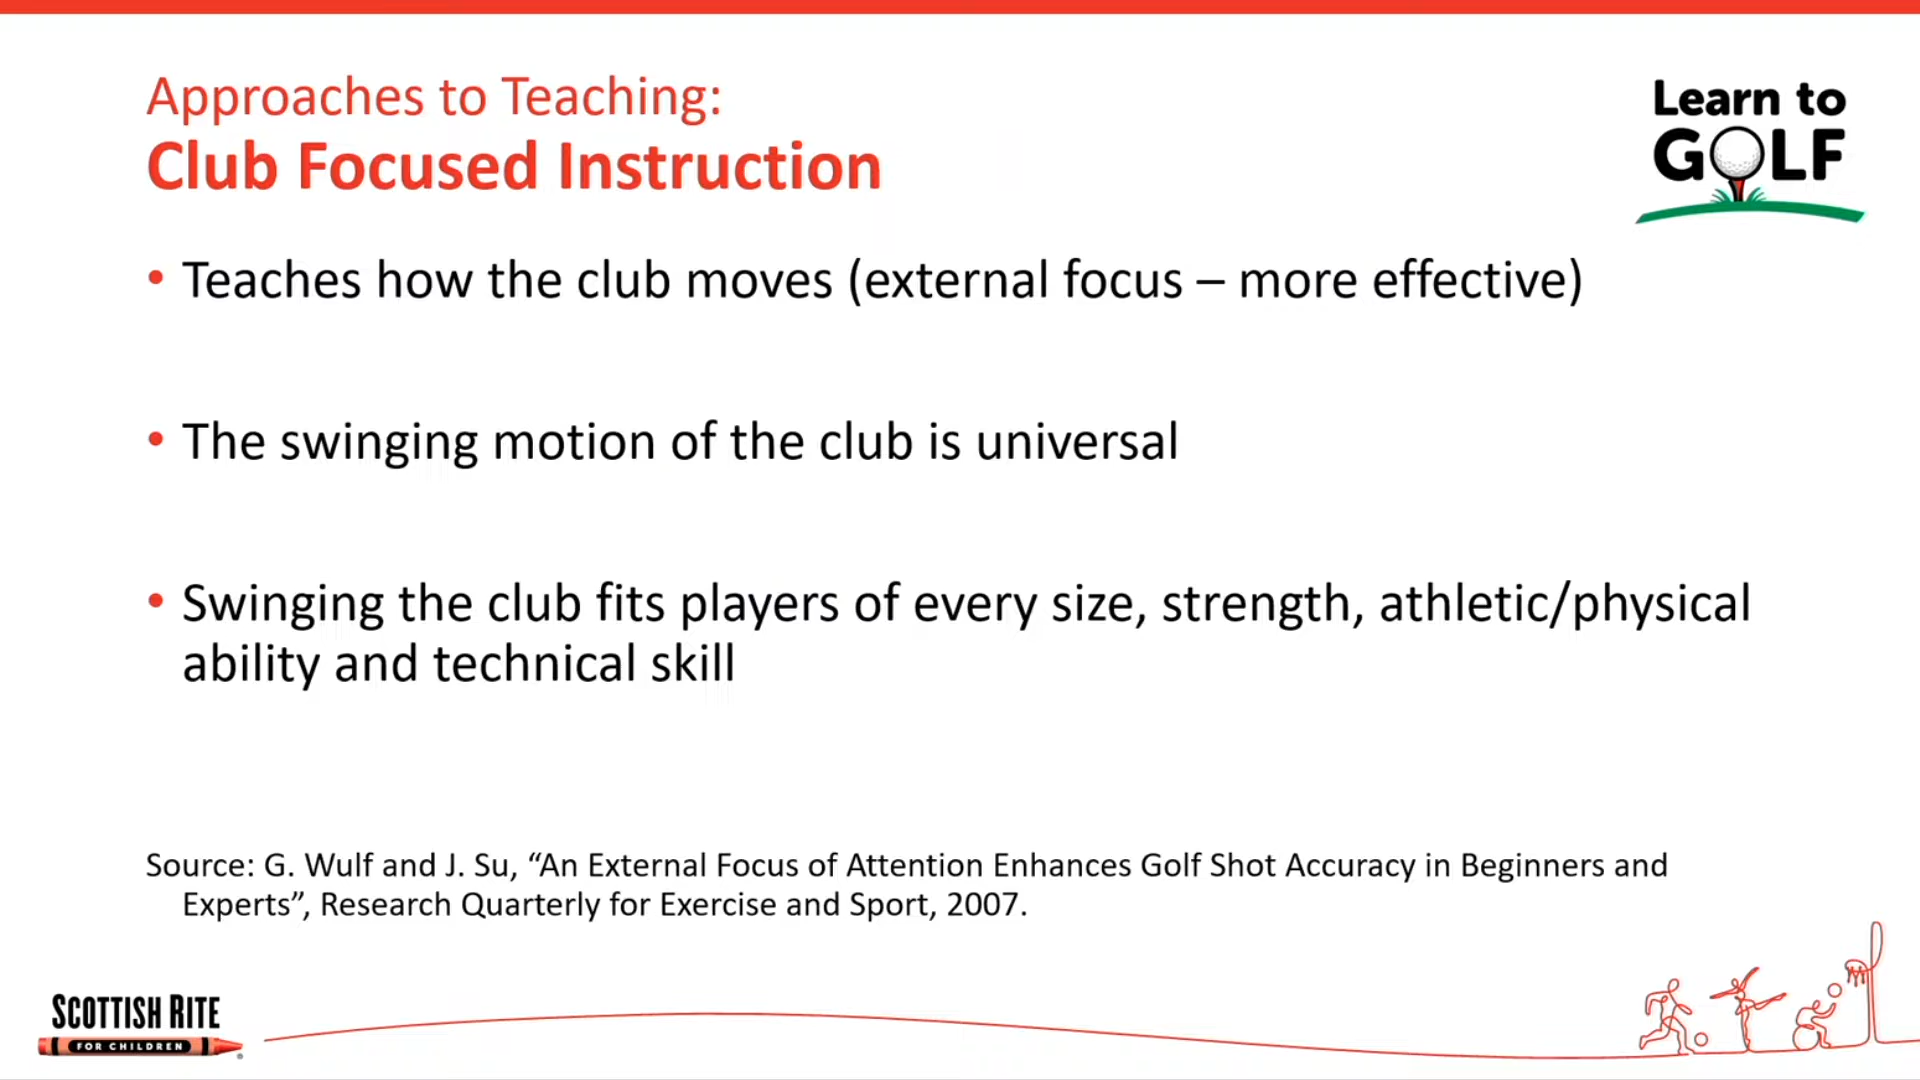 Approaches to Teaching:
Club Focused Instruction
Learn to
GOLF
• Teaches how the club moves (external focus – more effective)
• The swinging motion of the club is universal
• Swinging the club fits players of every size, strength, athletic/physical
ability and technical skill
Source: G. Wulf and J. Su, “An External Focus of Attention Enhances Golf Shot Accuracy in Beginners and
Experts”, Research Quarterly for Exercise and Sport, 2007.
SCOTTISH RITE
FOR CHILDREN
®